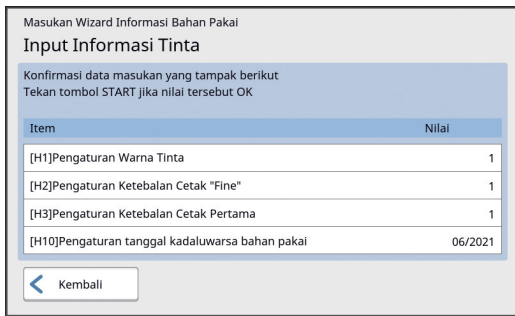 Masukan Wizard Informasi Bahan Pakai
Input Informasi Tinta
Konfirmasi data masukan yang tampak berikut
Tekan tombol START jika nilai tersebut OK
Item Nilai
[H1]Pengaturan Warna Tinta 1
[H2]Pengaturan Ketebalan Cetak "Fine" 1
[H3]Pengaturan Ketebalan Cetak Pertama 1
[H10]Pengaturan tanggal kadaluwarsa bahan pakai 06/2021
Kembali